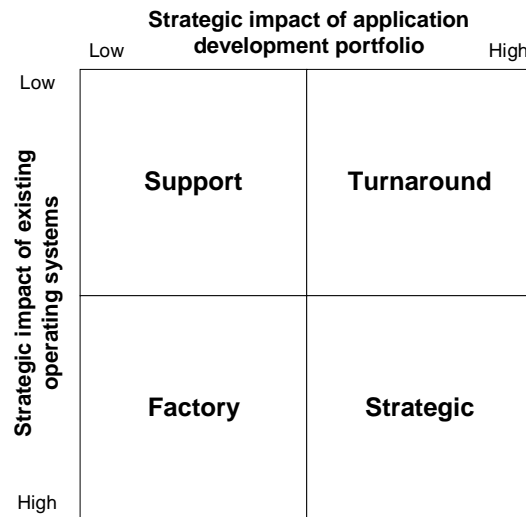 Strategic impact of application
development portfolio
Low
High
Low
Strategic impact of existing
operating systems
Support
Turnaround
Factory
Strategic
High